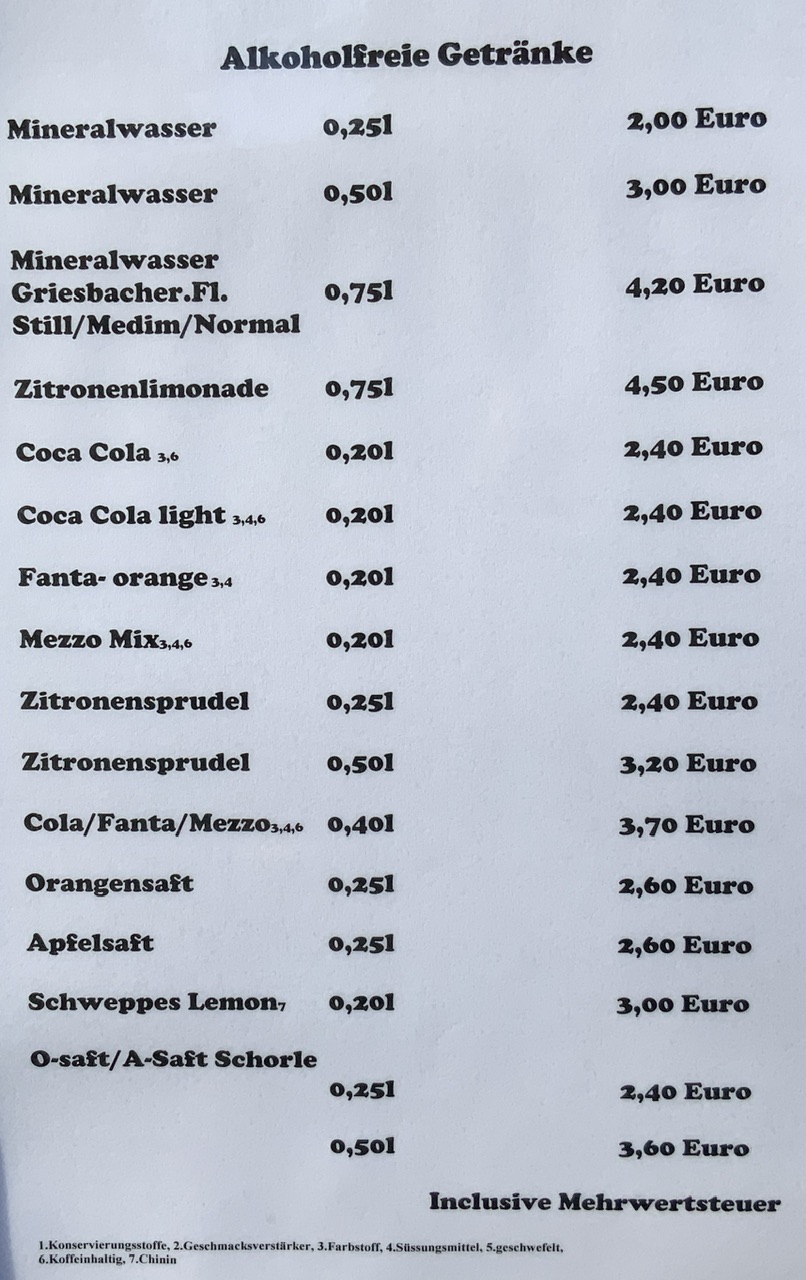 Alkoholfreie Getränke
Mineralwasser 0,25l 2,00 Euro
Mineralwasser 0,50l 3,00 Euro
Mineralwasser
Griesbacher.Fl. 0,75l 4,20 Euro
Still/Medim/Normal
Zitronenlimonade 0,75l 4,50 Euro
Coca Cola 3,6 0,20l 2,40 Euro
Coca Cola light 3,4,6 0,20l 2,40 Euro
Fanta- orange 3,4 0,20l 2,40 Euro
Mezzo Mix3,4,6 0,20l 2,40 Euro
Zitronensprudel 0,25l 2,40 Euro
Zitronensprudel 0,50l 3,20 Euro
Cola/Fanta/Mezzo3,4,6 0,40l 3,70 Euro
Orangensaft 0,25l 2,60 Euro
Apfelsaft 0,25l 2,60 Euro
Schweppes Lemon7 0,20l 3,00 Euro
O-saft/A-Saft Schorle
0,25l 2,40 Euro
0,50l 3,60 Euro
Inclusive Mehrwertsteuer
1.Konservierungsstoffe, 2.Geschmacksverstärker, 3.Farbstoff, 4.Süssungsmittel, 5.geschwefelt,
6.Koffeinhaltig, 7.Chinin